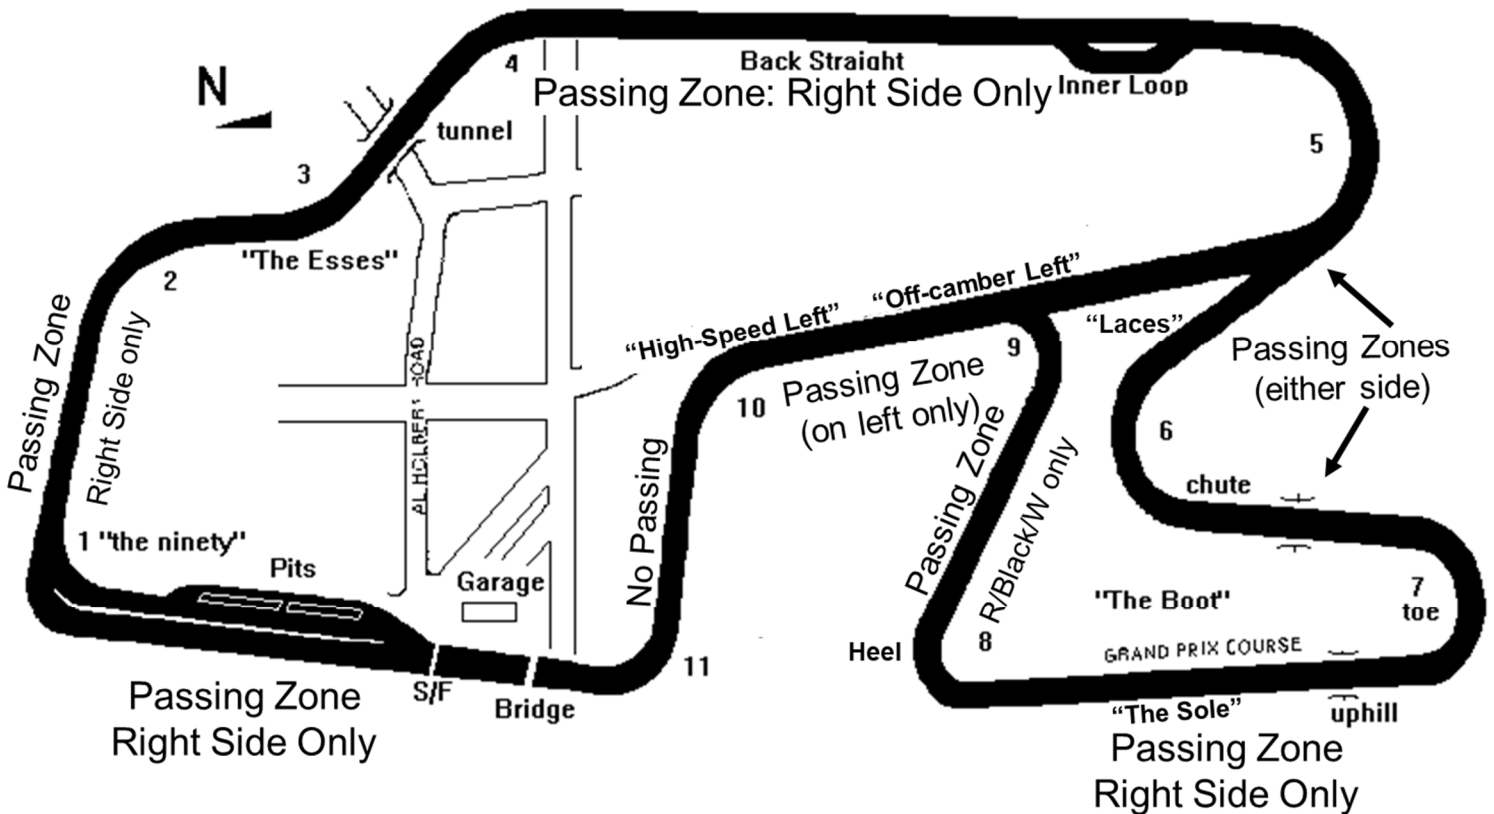 N
4
Back Straight
Inner Loop
Passing Zone: Right Side Only
tunnel
3
5
"The Esses"
2
Passing Zone
Right Side only
“High-Speed Left”
“Off-camber Left”
“Laces”
9
Passing Zones
(either side)
10
Passing Zone
(on left only)
AL HOLBERT ROAD
6
No Passing
Passing Zone
R/Black/W only
chute
1 "the ninety"
Pits
Garage
7
toe
"The Boot"
8
Heel
GRAND PRIX COURSE
11
S/F
Bridge
“The Sole”
uphill
Passing Zone
Right Side Only
Passing Zone
Right Side Only